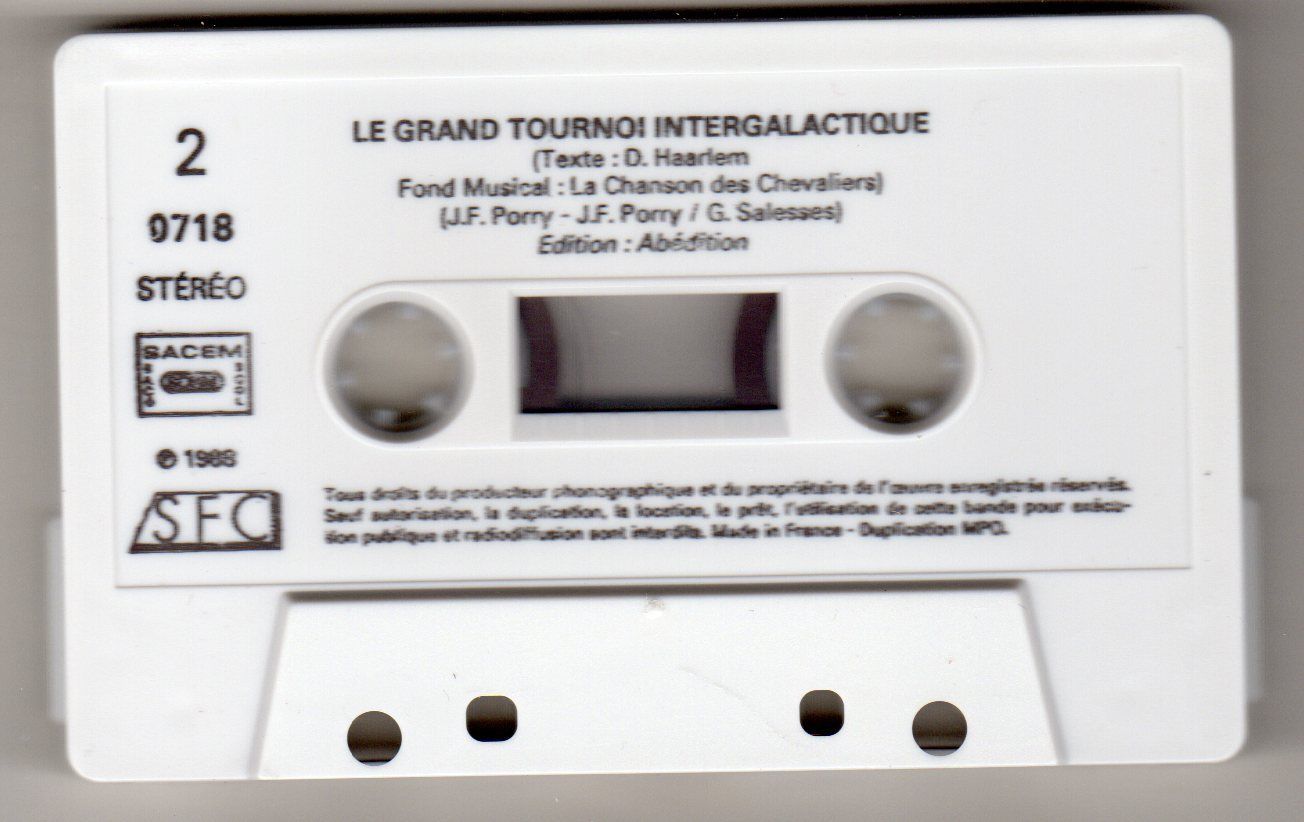 2
0718
STÉRÉO
SACEM
SACD
SDRM
SGDL
℗ 1988
SFC
LE GRAND TOURNOI INTERGALACTIQUE
(Texte : D. Haarlem
Fond Musical : La Chanson des Chevaliers)
(J.F. Porry - J.F. Porry / G. Salesses)
Edition : Abédition
Tous droits du producteur phonographique et du propriétaire de l'œuvre enregistrée réservés.
Sauf autorisation, la duplication, la location, le prêt, l'utilisation de cette bande pour exécu-
tion publique et radiodiffusion sont interdits. Made in France - Duplication MPO.